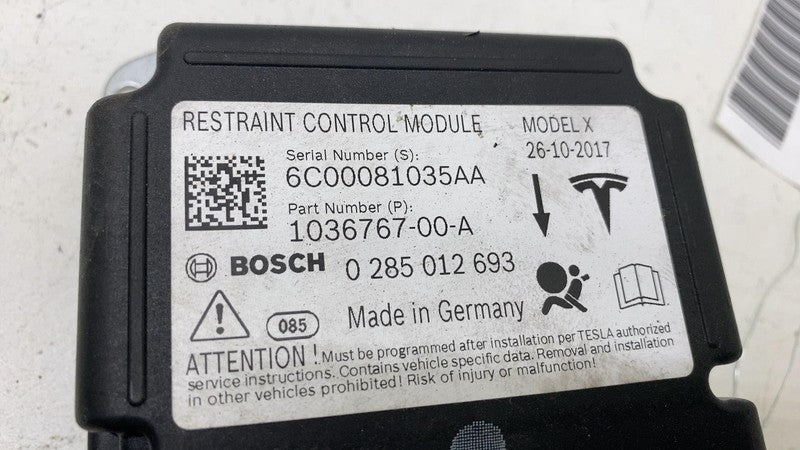 RESTRAINT CONTROL MODULE MODEL X
Serial Number (S): 26-10-2017
6C00081035AA
Part Number (P):
1036767-00-A
BOSCH 0 285 012 693
085 Made in Germany
ATTENTION ! Must be programmed after installation per TESLA authorized
service instructions. Contains vehicle specific data. Removal and installation
in other vehicles prohibited! Risk of injury or malfunction!